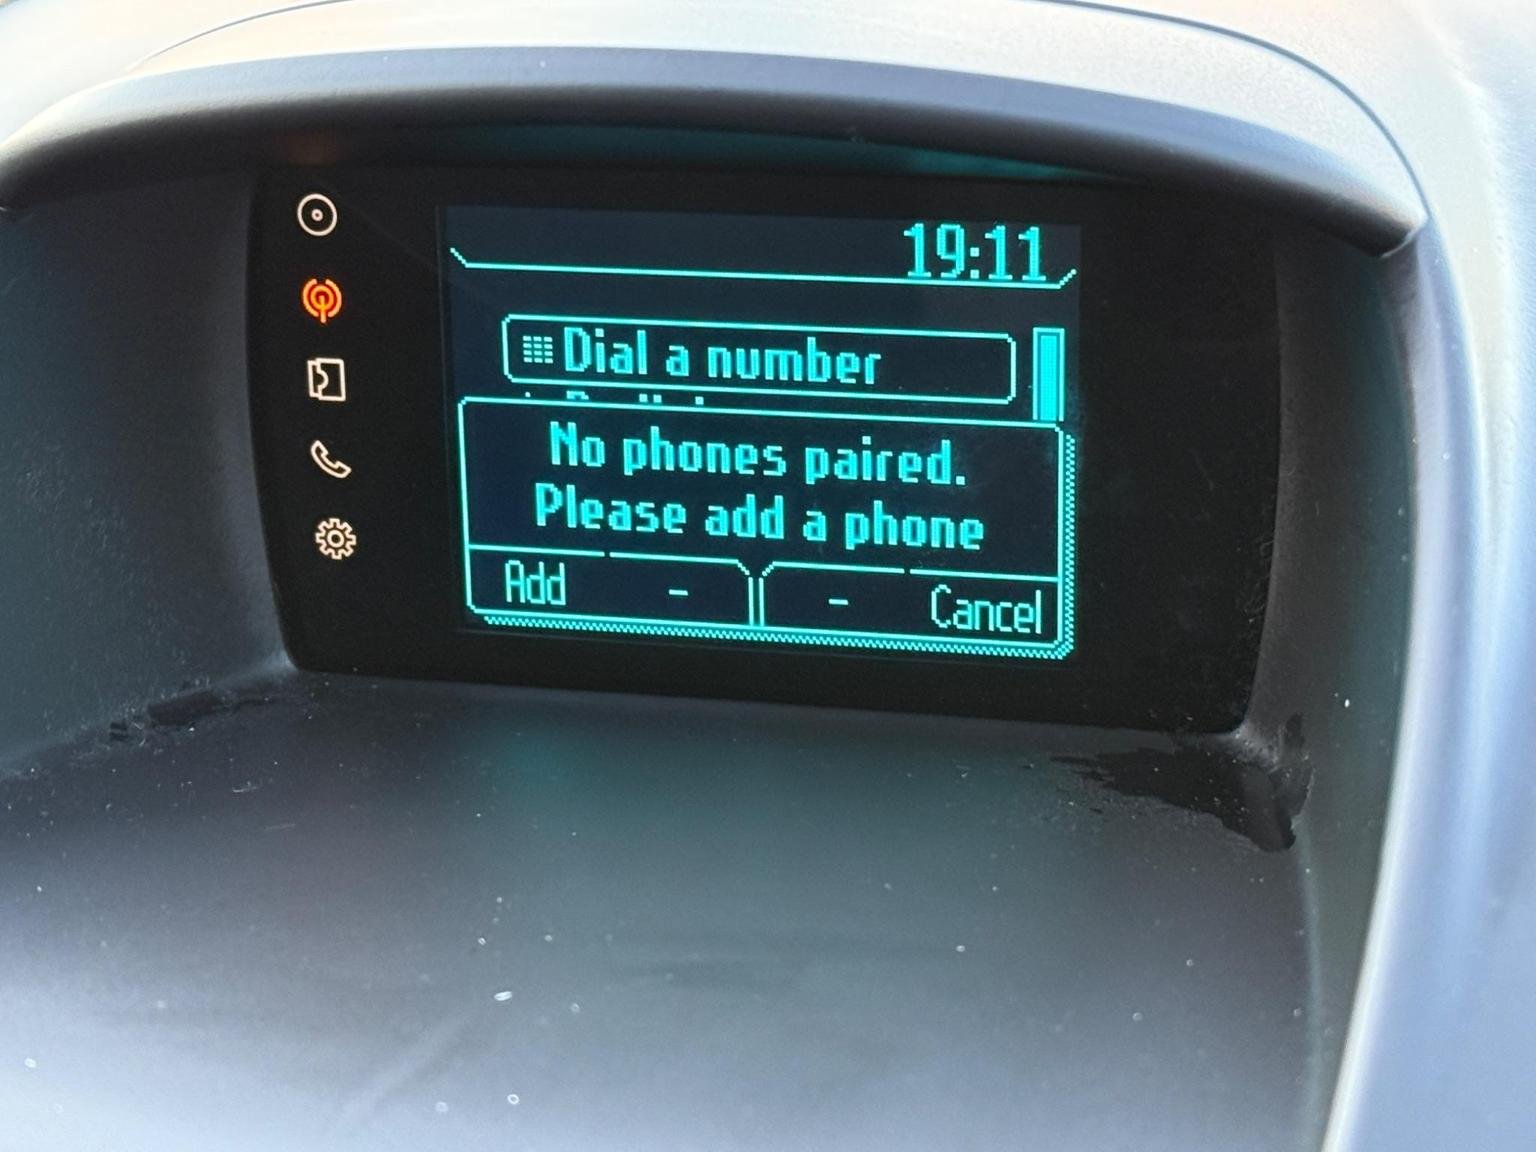 19:11
Dial a number
No phones paired.
Please add a phone
Add - - Cancel